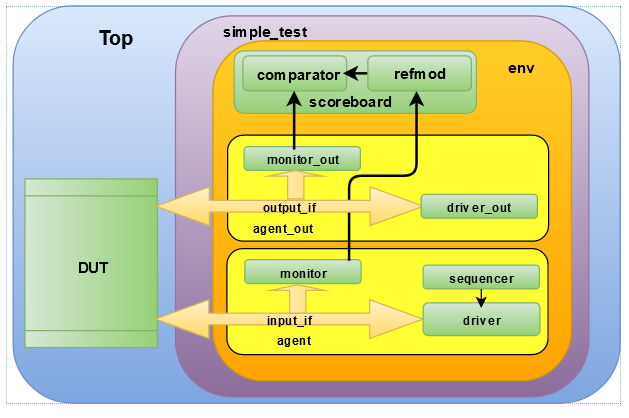 Top
simple_test
env
comparator
refmod
scoreboard
monitor_out
output_if
driver_out
agent_out
DUT
monitor
sequencer
input_if
driver
agent